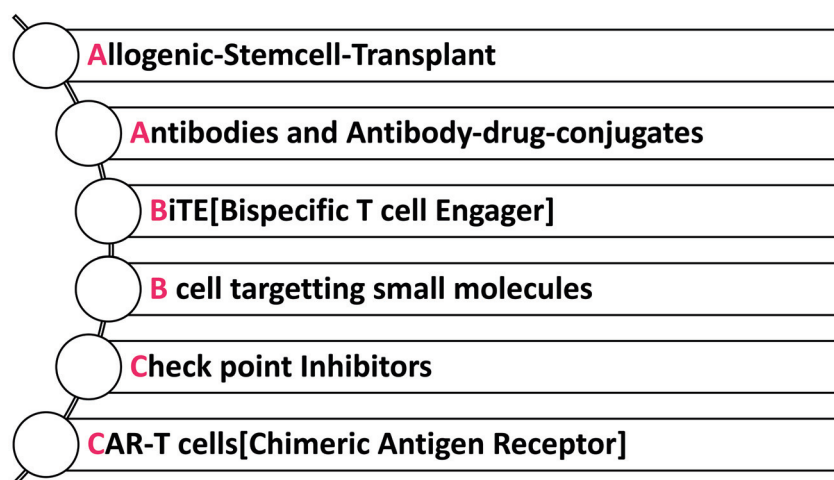 Allogenic-Stemcell-Transplant
Antibodies and Antibody-drug-conjugates
BiTE[Bispecific T cell Engager]
B cell targetting small molecules
Check point Inhibitors
CAR-T cells[Chimeric Antigen Receptor]